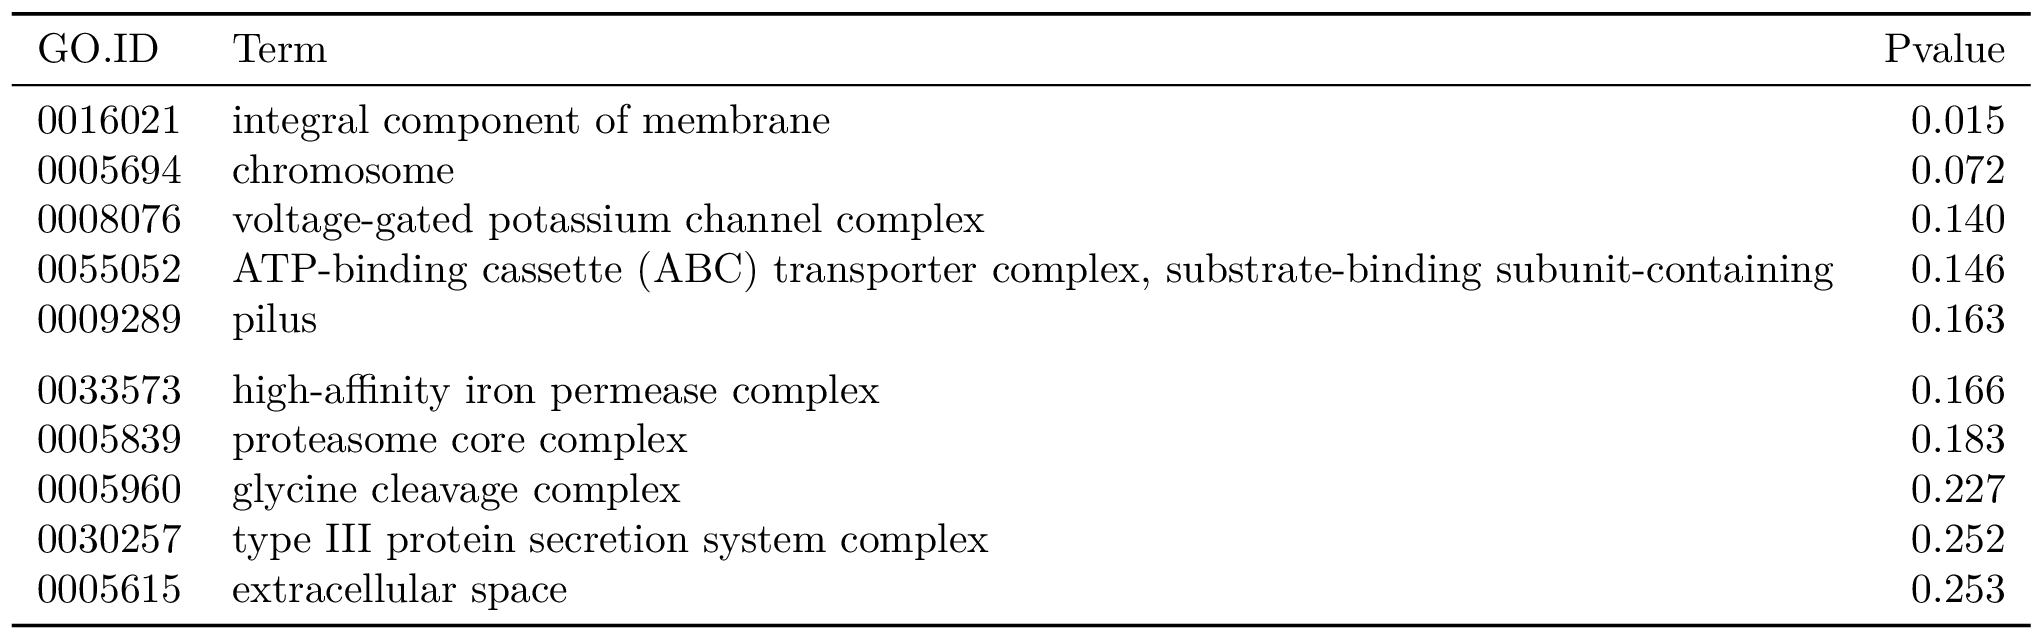 GO.ID Term Pvalue
0016021 integral component of membrane 0.015
0005694 chromosome 0.072
0008076 voltage-gated potassium channel complex 0.140
0055052 ATP-binding cassette (ABC) transporter complex, substrate-binding subunit-containing 0.146
0009289 pilus 0.163
0033573 high-affinity iron permease complex 0.166
0005839 proteasome core complex 0.183
0005960 glycine cleavage complex 0.227
0030257 type III protein secretion system complex 0.252
0005615 extracellular space 0.253